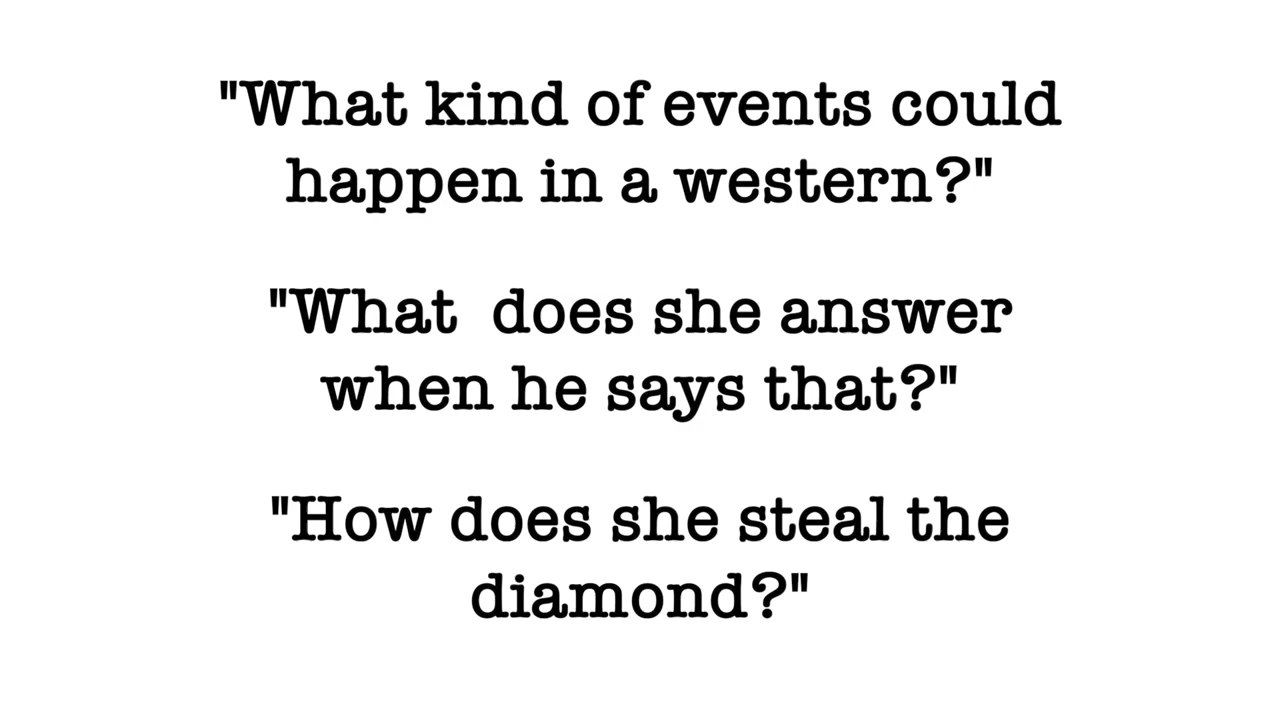 "What kind of events could
happen in a western?"
"What  does she answer
when he says that?"
"How does she steal the
diamond?"